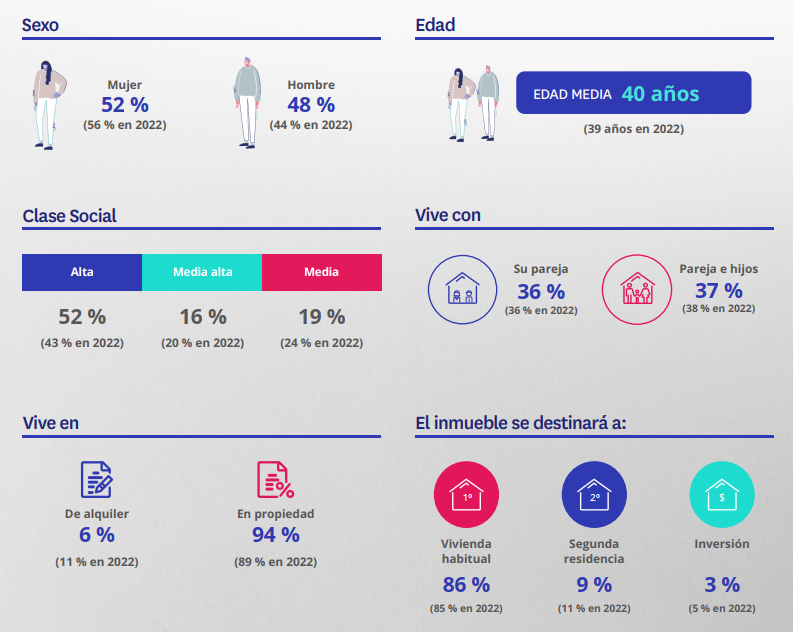 Sexo
Mujer
52 %
(56 % en 2022)
Hombre
48 %
(44 % en 2022)
Edad
EDAD MEDIA 40 años
(39 años en 2022)
Clase Social
Alta
Media alta
Media
52 %
16 %
19 %
(43 % en 2022)
(20 % en 2022)
(24 % en 2022)
Vive con
Su pareja
36 %
(36 % en 2022)
Pareja e hijos
37 %
(38 % en 2022)
Vive en
De alquiler
6 %
(11 % en 2022)
En propiedad
94 %
(89 % en 2022)
El inmueble se destinará a:
1º
Vivienda
habitual
86 %
(85 % en 2022)
2º
Segunda
residencia
9 %
(11 % en 2022)
$
Inversión
3 %
(5 % en 2022)